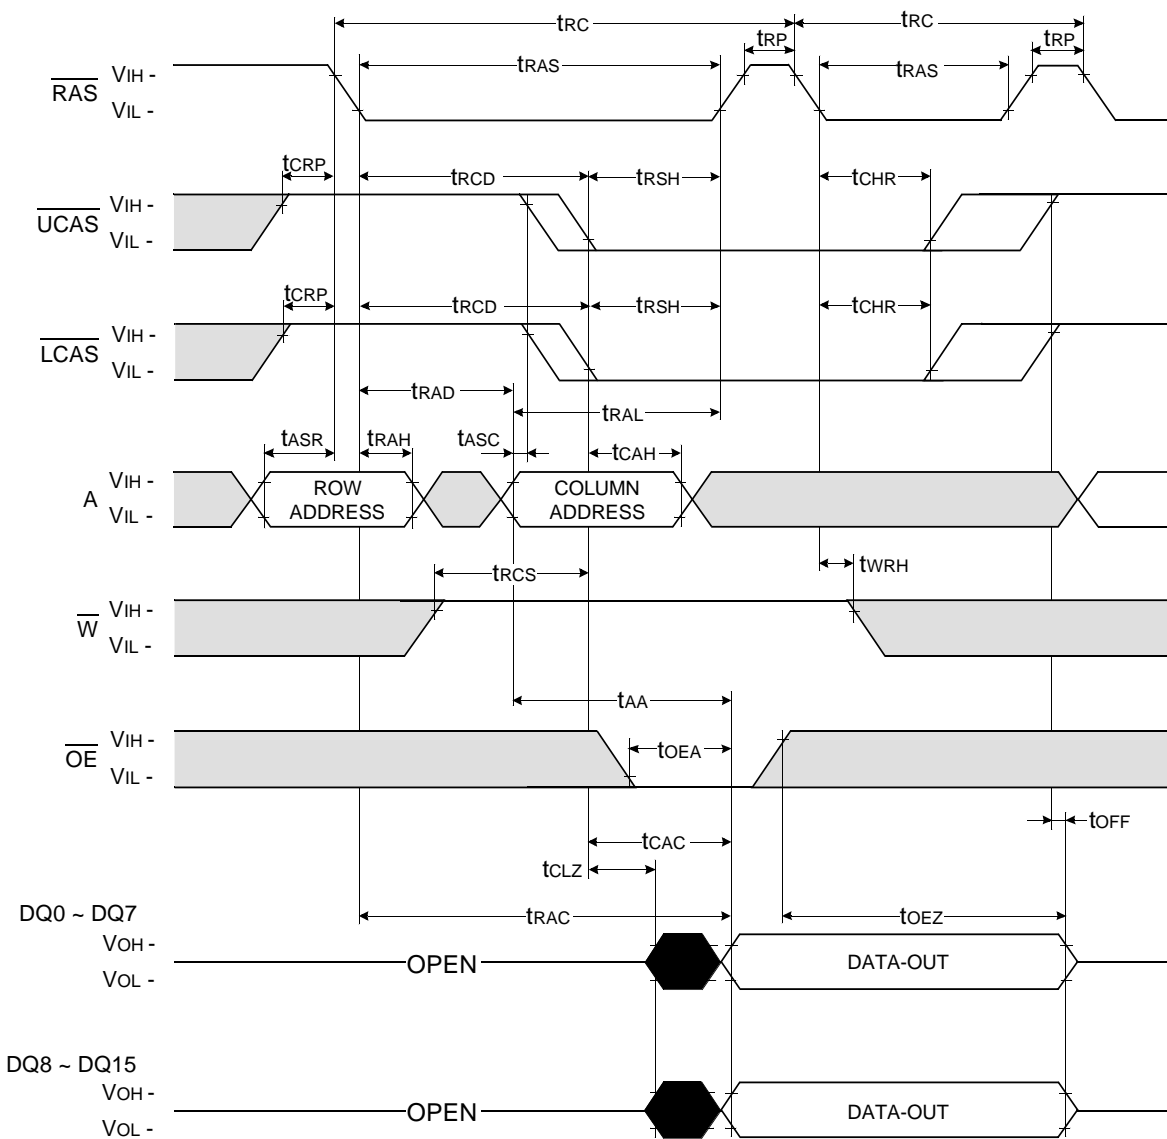 tRC tRC
tRP tRP
tRAS tRAS
RAS VIH -
VIL -
tCRP tRCD tRSH tCHR
UCAS VIH -
VIL -
tCRP tRCD tRSH tCHR
LCAS VIH -
VIL -
tRAD
tRAL
tASR tRAH tASC tCAH
A VIH -
VIL -
ROW
ADDRESS
COLUMN
ADDRESS
tRCS tWRH
W VIH -
VIL -
tAA
OE VIH -
VIL -
tOEA
tOFF
tCAC
tCLZ
DQ0 ~ DQ7
tRAC tOEZ
VOH -
VOL -
OPEN DATA-OUT
DQ8 ~ DQ15
VOH -
VOL -
OPEN DATA-OUT